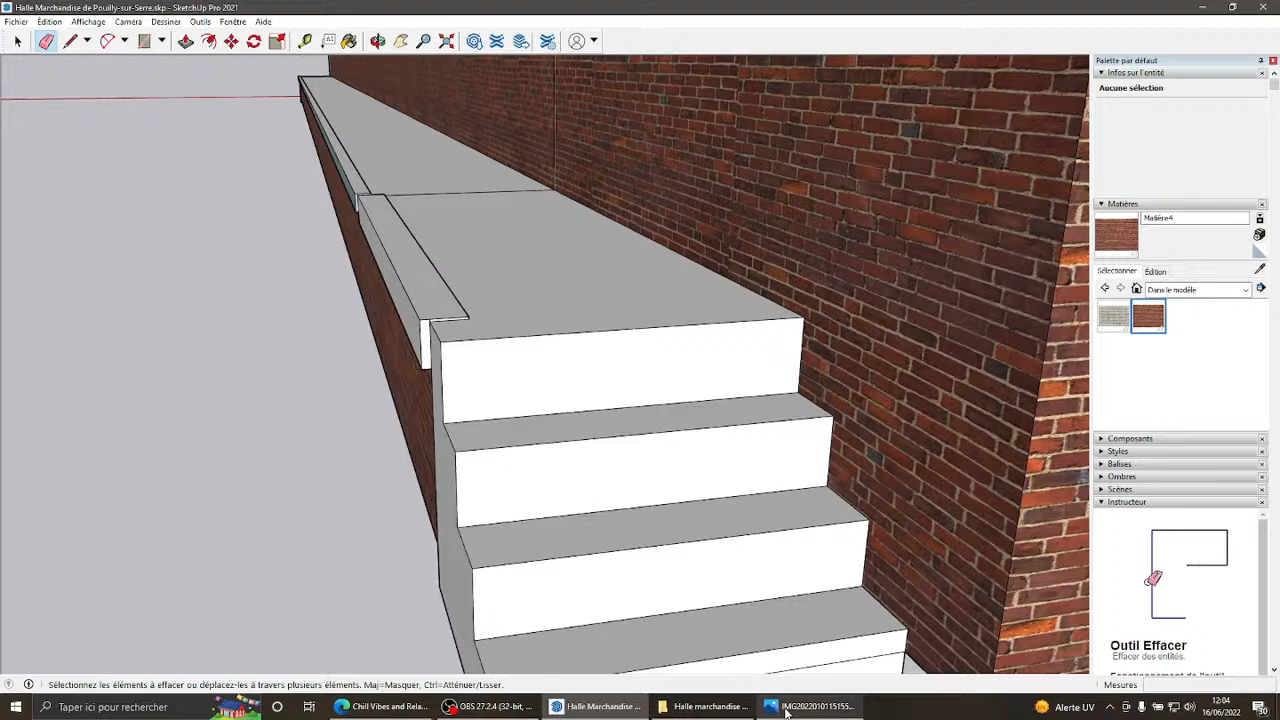 Halle Marchandise de Pouilly-sur-Serre.skp - SketchUp Pro 2021
Fichier Édition Affichage Caméra Dessiner Outils Fenêtre Aide
Palette par défaut
Infos sur l'entité
Aucune sélection
Matières
Matière4
Sélectionner Édition
Dans le modèle
Composants
Styles
Balises
Ombres
Scènes
Instructeur
Outil Effacer
Effacer des entités.
Sélectionnez les éléments à effacer ou déplacez-les à travers plusieurs éléments. Maj=Masquer, Ctrl=Atténuer/Lisser.
Mesures
Taper ici pour rechercher
Chill Vibes and Rela...
OBS 27.2.4 (32-bit, ...
Halle Marchandise ...
Halle marchandise ...
IMG2022010115155...
Alerte UV
12:04
16/06/2022